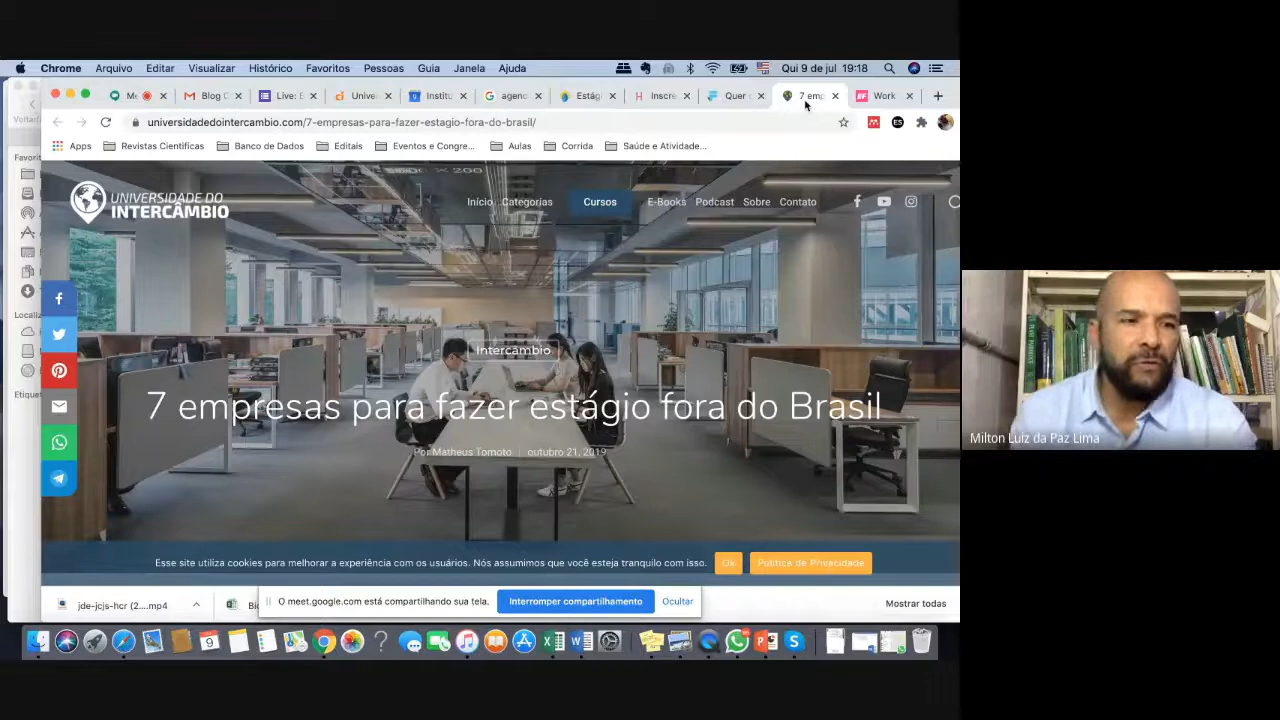 Chrome Arquivo Editar Visualizar Histórico Favoritos Pessoas Guia Janela Ajuda Qui 9 de jul 19:18
Me Blog D Live: E Unive Institu agenc Estági Inscre Quer c 7 emp Work
universidadedointercambio.com/7-empresas-para-fazer-estagio-fora-do-brasil/
Apps Revistas Científicas Banco de Dados Editais Eventos e Congre... Aulas Corrida Saúde e Atividade...
Favorit
UNIVERSIDADE DO
INTERCÂMBIO
Início Categorias Cursos E-Books Podcast Sobre Contato
Localiz
Etiquet
Intercâmbio
7 empresas para fazer estágio fora do Brasil
Por Matheus Tomoto | outubro 21, 2019
Milton Luiz da Paz Lima
Esse site utiliza cookies para melhorar a experiência com os usuários. Nós assumimos que você esteja tranquilo com isso. Ok Política de Privacidade
jde-jcjs-hcr (2....mp4
O meet.google.com está compartilhando sua tela. Interromper compartilhamento Ocultar
Mostrar todas